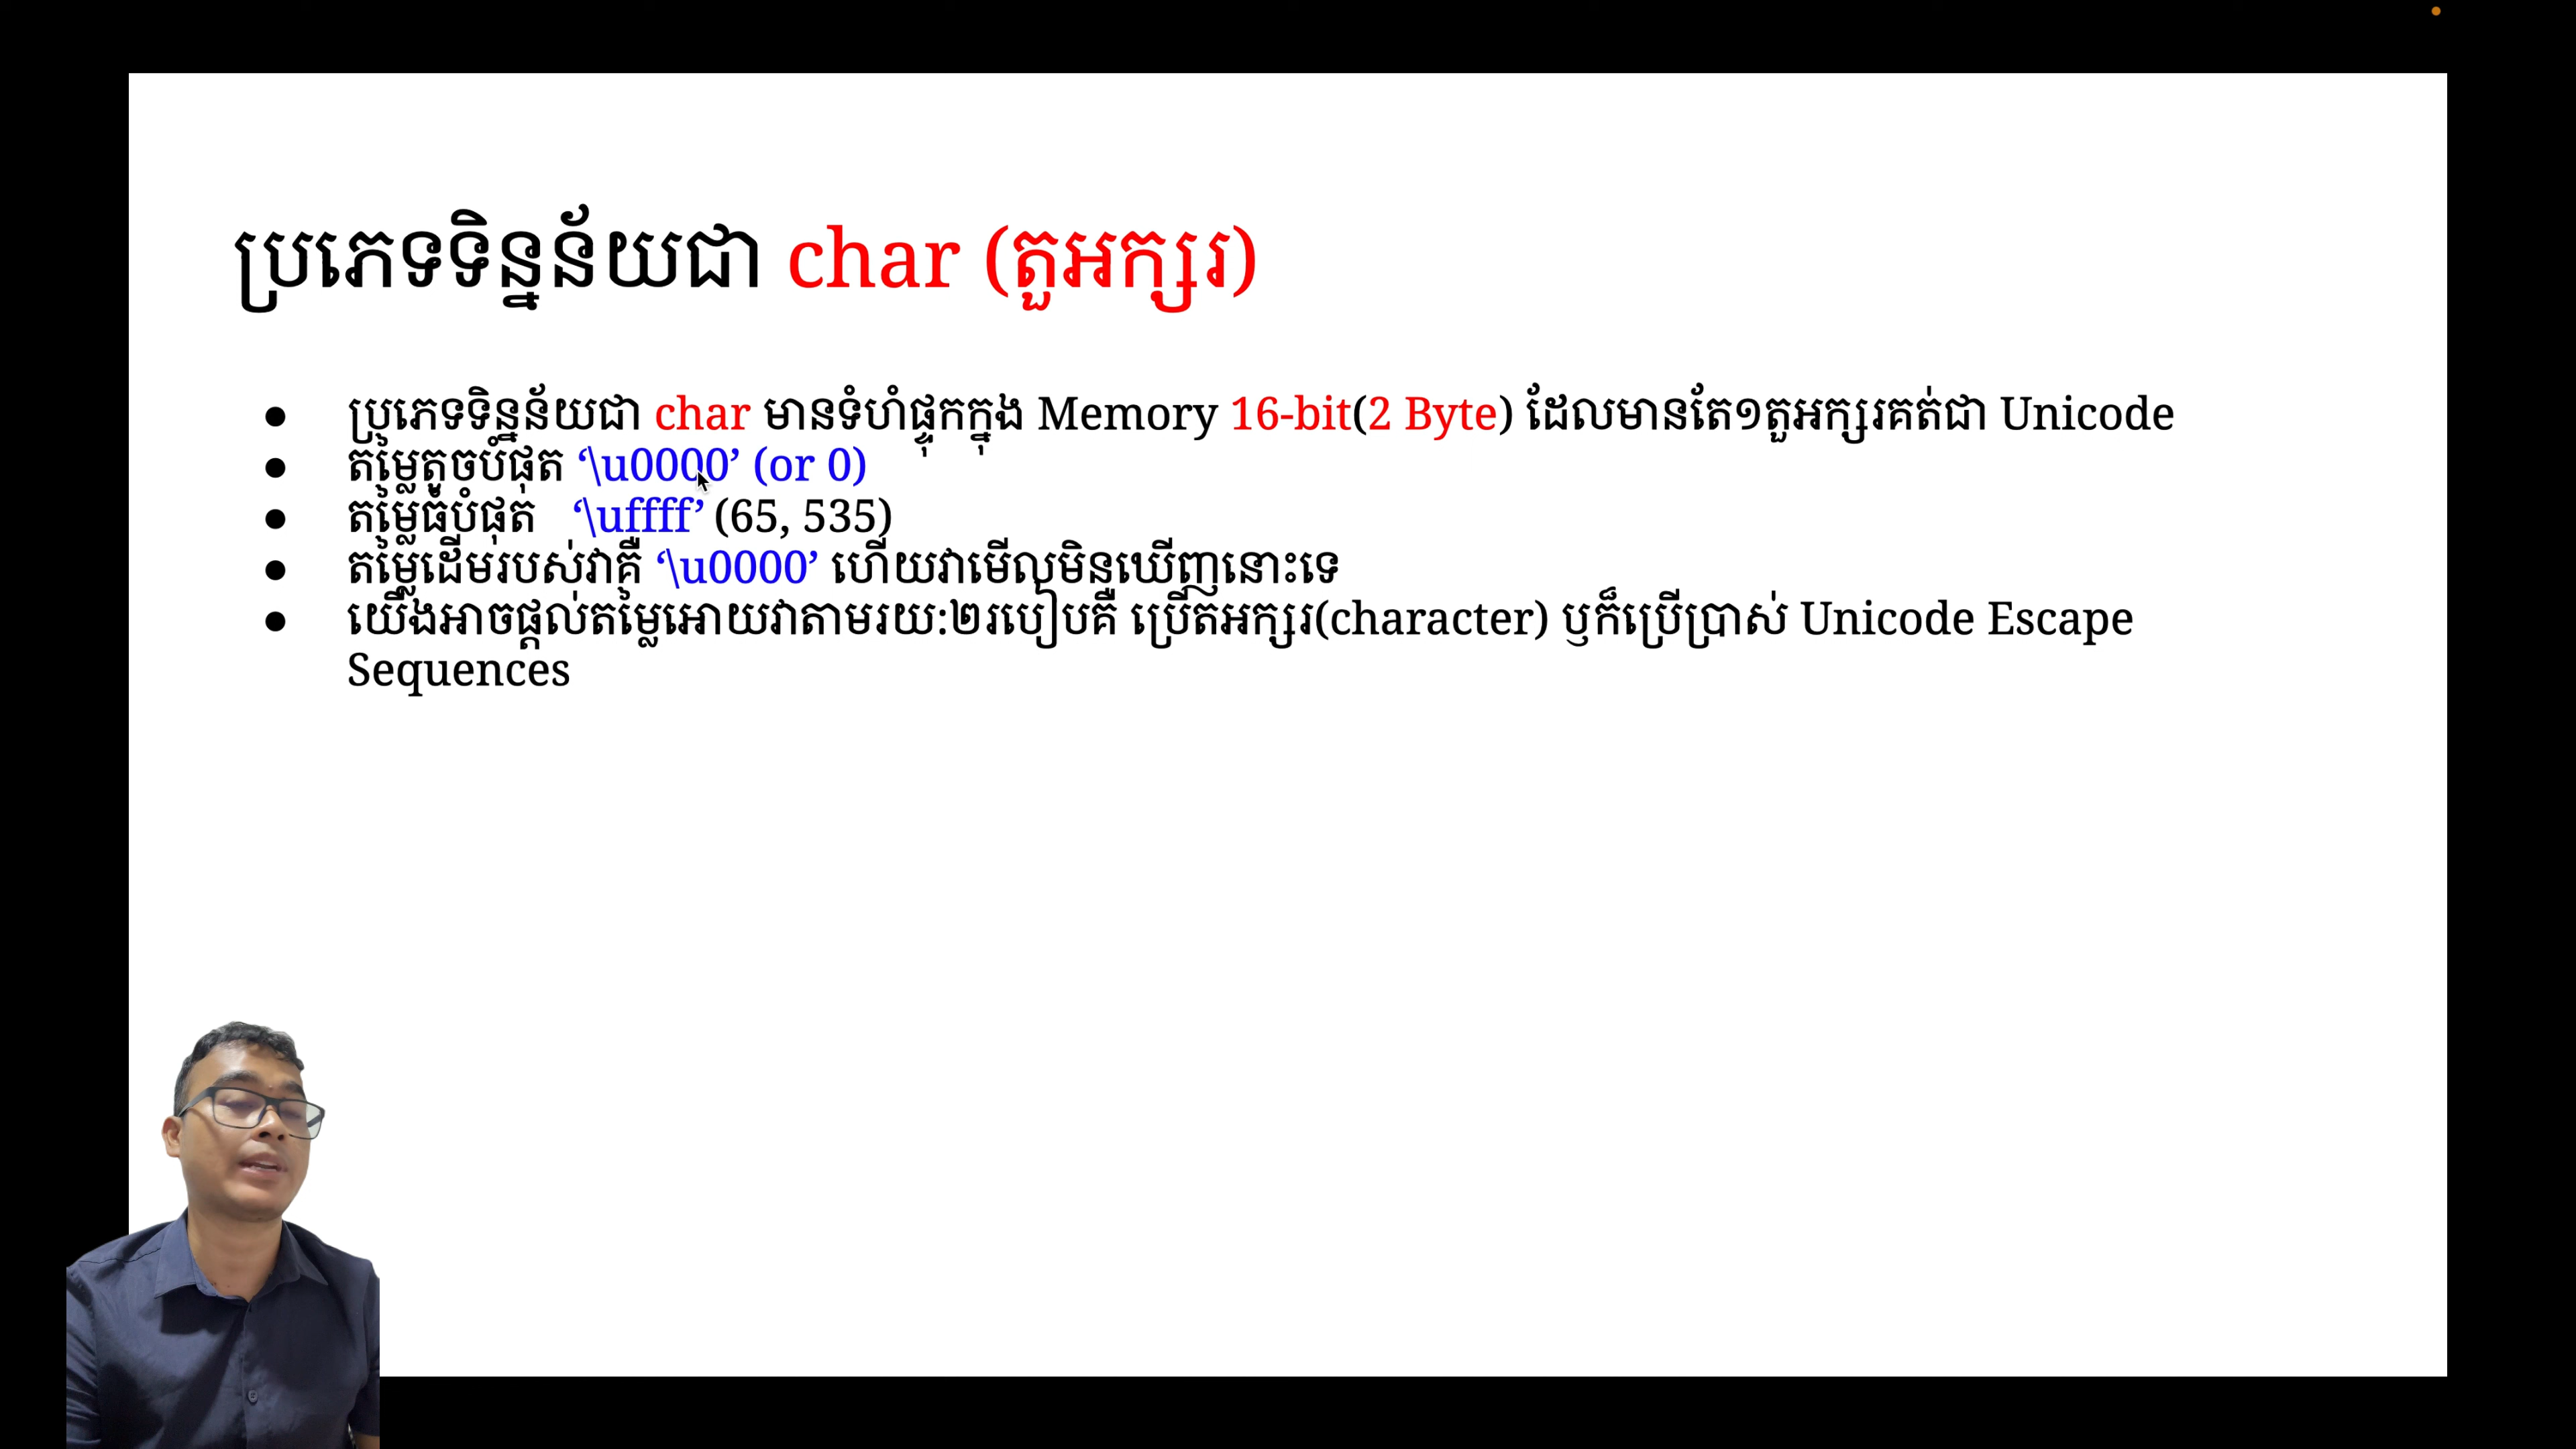 ប្រភេទទិន្នន័យជា char (តួអក្សរ)
● ប្រភេទទិន្នន័យជា char មានទំហំផ្ទុកក្នុង Memory 16-bit(2 Byte) ដែលមានតែ១តួអក្សរគត់ជា Unicode
● តម្លៃតូចបំផុត ‘\u0000’ (or 0)
● តម្លៃធំបំផុត ‘\uffff’ (65, 535)
● តម្លៃដើមរបស់វាគឺ ‘\u0000’ ហើយវាមើលមិនឃើញនោះទេ
● យើងអាចផ្តល់តម្លៃអោយវាតាមរយៈ២របៀបគឺ ប្រើតអក្សរ(character) ឫក៏ប្រើប្រាស់ Unicode Escape
Sequences